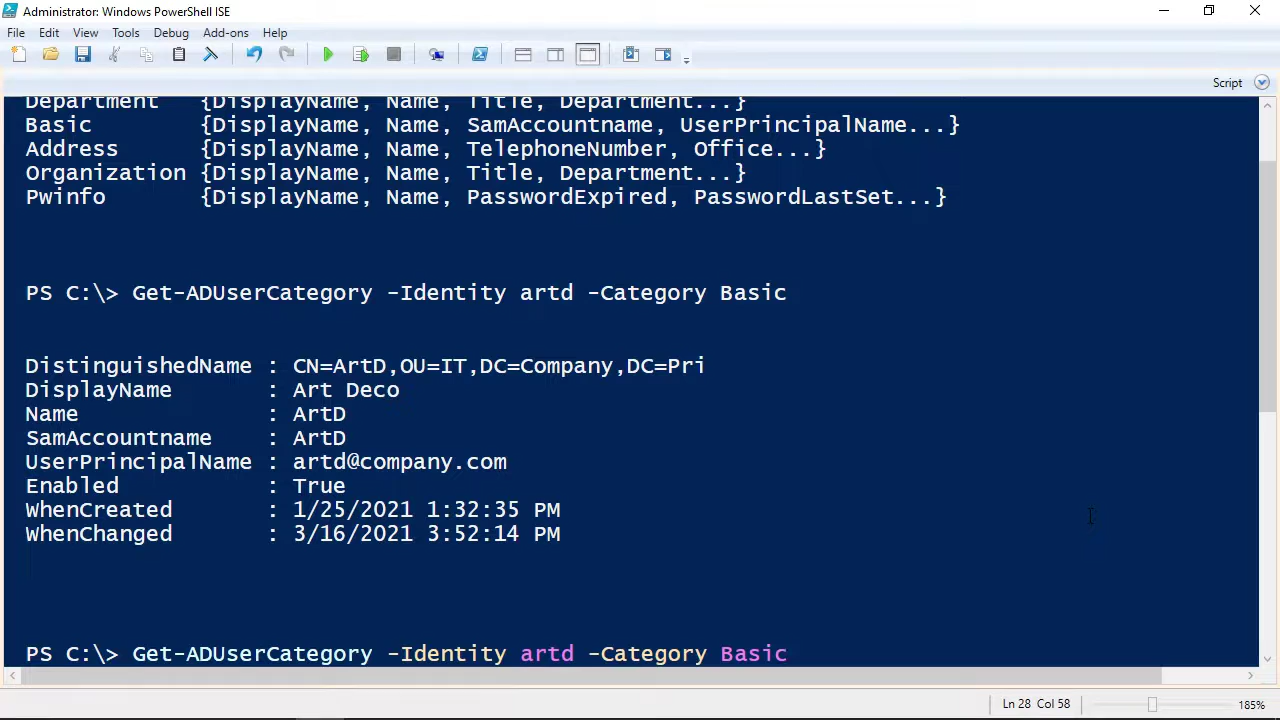 Administrator: Windows PowerShell ISE
File Edit View Tools Debug Add-ons Help
Script
Department {DisplayName, Name, Title, Department...}
Basic {DisplayName, Name, SamAccountname, UserPrincipalName...}
Address {DisplayName, Name, TelephoneNumber, Office...}
Organization {DisplayName, Name, Title, Department...}
Pwinfo {DisplayName, Name, PasswordExpired, PasswordLastSet...}
PS C:\> Get-ADUserCategory -Identity artd -Category Basic
DistinguishedName : CN=ArtD,OU=IT,DC=Company,DC=Pri
DisplayName : Art Deco
Name : ArtD
SamAccountname : ArtD
UserPrincipalName : artd@company.com
Enabled : True
WhenCreated : 1/25/2021 1:32:35 PM
WhenChanged : 3/16/2021 3:52:14 PM
PS C:\> Get-ADUserCategory -Identity artd -Category Basic
Ln 28 Col 58 185%